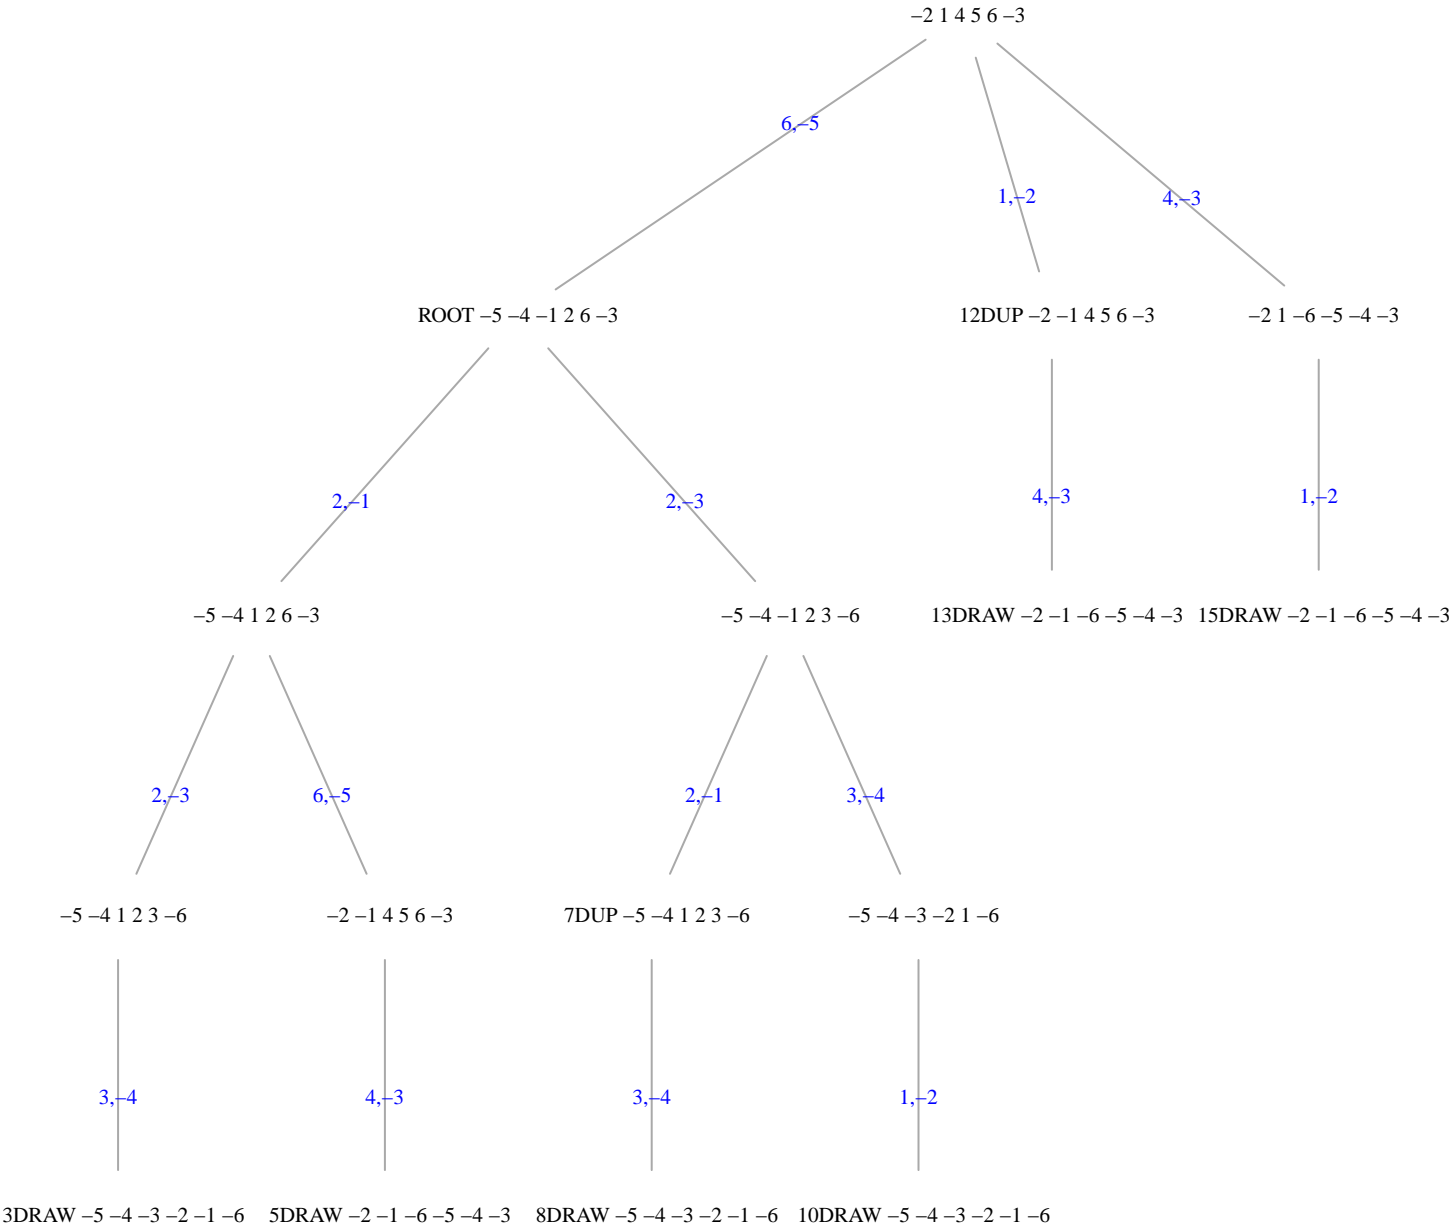 –2 1 4 5 6 –3
6,–5
1,–2
4,–3
ROOT –5 –4 –1 2 6 –3
12DUP –2 –1 4 5 6 –3
–2 1 –6 –5 –4 –3
2,–1
2,–3
4,–3
1,–2
–5 –4 1 2 6 –3
–5 –4 –1 2 3 –6
13DRAW –2 –1 –6 –5 –4 –3
15DRAW –2 –1 –6 –5 –4 –3
2,–3
6,–5
2,–1
3,–4
–5 –4 1 2 3 –6
–2 –1 4 5 6 –3
7DUP –5 –4 1 2 3 –6
–5 –4 –3 –2 1 –6
3,–4
4,–3
3,–4
1,–2
3DRAW –5 –4 –3 –2 –1 –6
5DRAW –2 –1 –6 –5 –4 –3
8DRAW –5 –4 –3 –2 –1 –6
10DRAW –5 –4 –3 –2 –1 –6